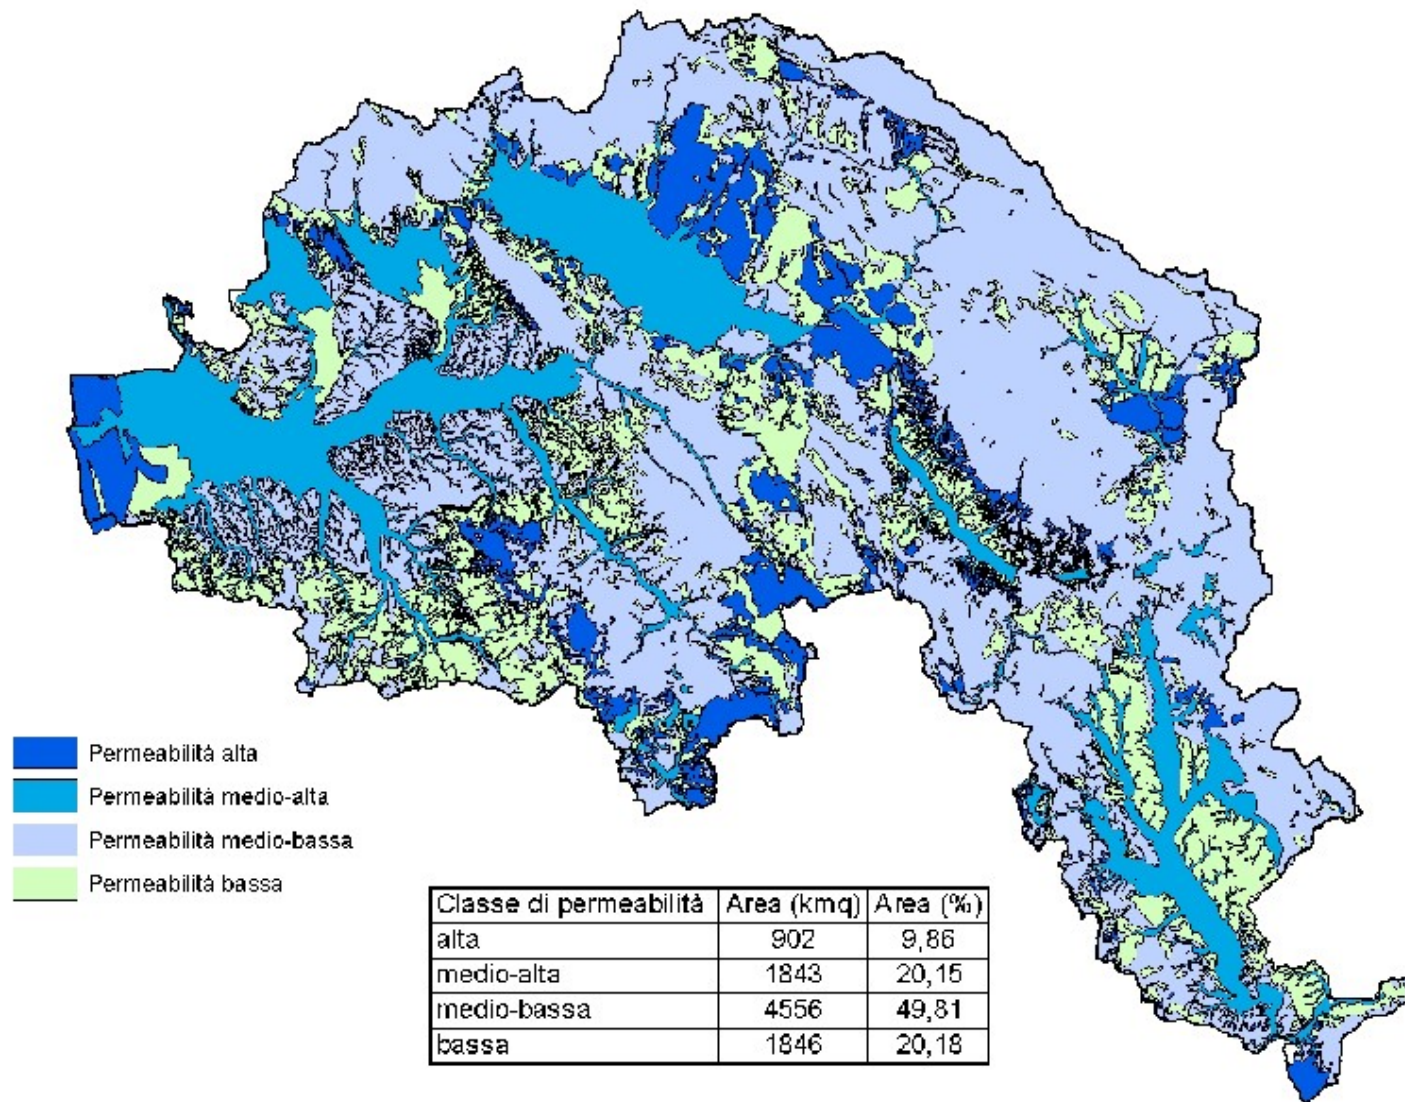 Permeabilità alta
Permeabilità medio-alta
Permeabilità medio-bassa
Permeabilità bassa
Classe di permeabilità Area (kmq) Area (%)
alta 902 9,86
medio-alta 1843 20,15
medio-bassa 4556 49,81
bassa 1846 20,18